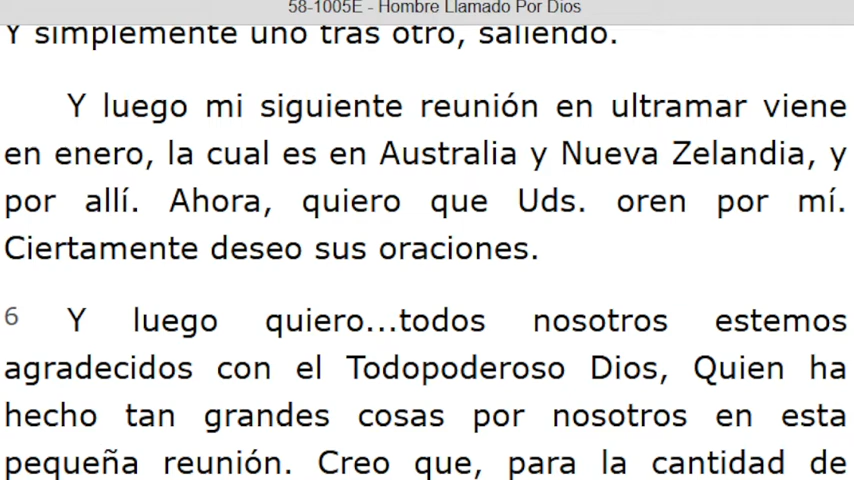 58-1005E - Hombre Llamado Por Dios
Y simplemente uno tras otro, saliendo.
Y luego mi siguiente reunión en ultramar viene
en enero, la cual es en Australia y Nueva Zelandia, y
por allí. Ahora, quiero que Uds. oren por mí.
Ciertamente deseo sus oraciones.
6 Y luego quiero...todos nosotros estemos
agradecidos con el Todopoderoso Dios, Quien ha
hecho tan grandes cosas por nosotros en esta
pequeña reunión. Creo que, para la cantidad de